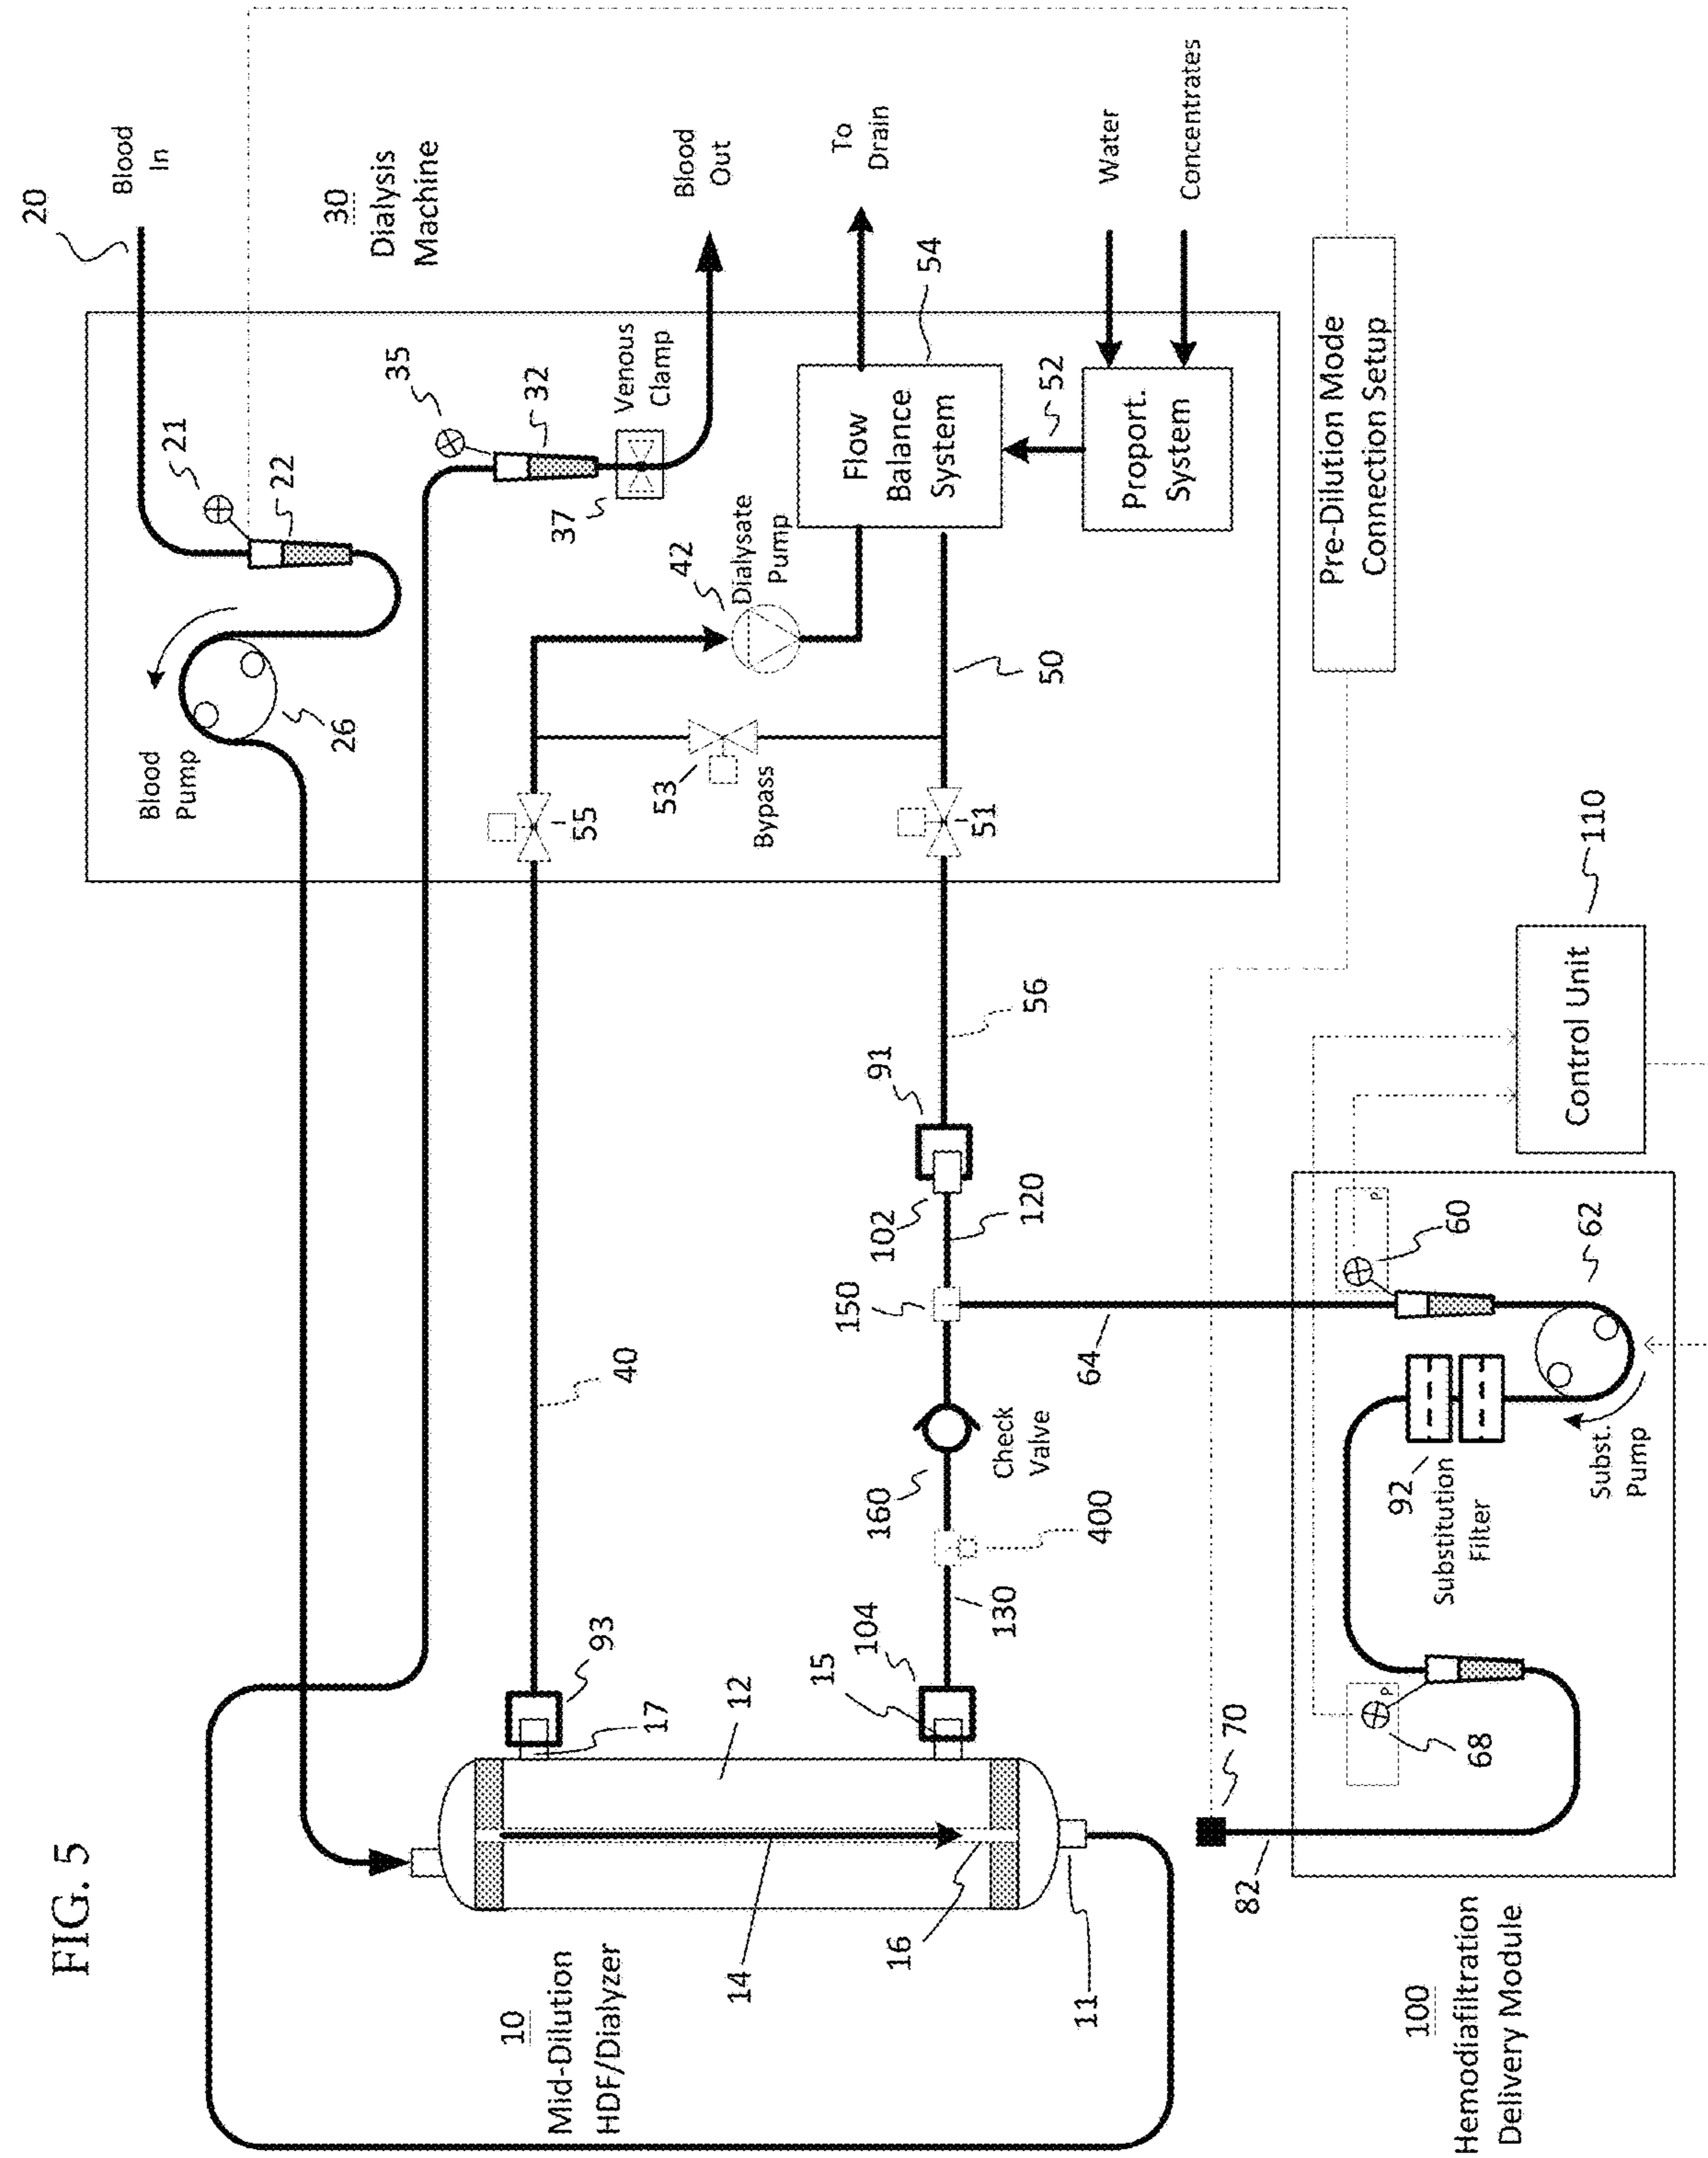 FIG. 5
20
Blood
In
30
Dialysis
Machine
Blood
Out
To
Drain
Water
Concentrates
21
22
35
32
Venous
Clamp
37
Flow
Balance
System
54
52
Proport.
System
Blood
Pump
26
42
Dialysate
Pump
50
53
Bypass
55
51
Pre-Dilution Mode
Connection Setup
40
56
91
102
120
150
64
160
Check
Valve
400
130
104
15
93
17
12
14
16
11
10
Mid-Dilution
HDF/Dialyzer
110
Control Unit
P
60
62
Subst.
Pump
92
Substitution
Filter
P
68
70
82
100
Hemodiafiltration
Delivery Module